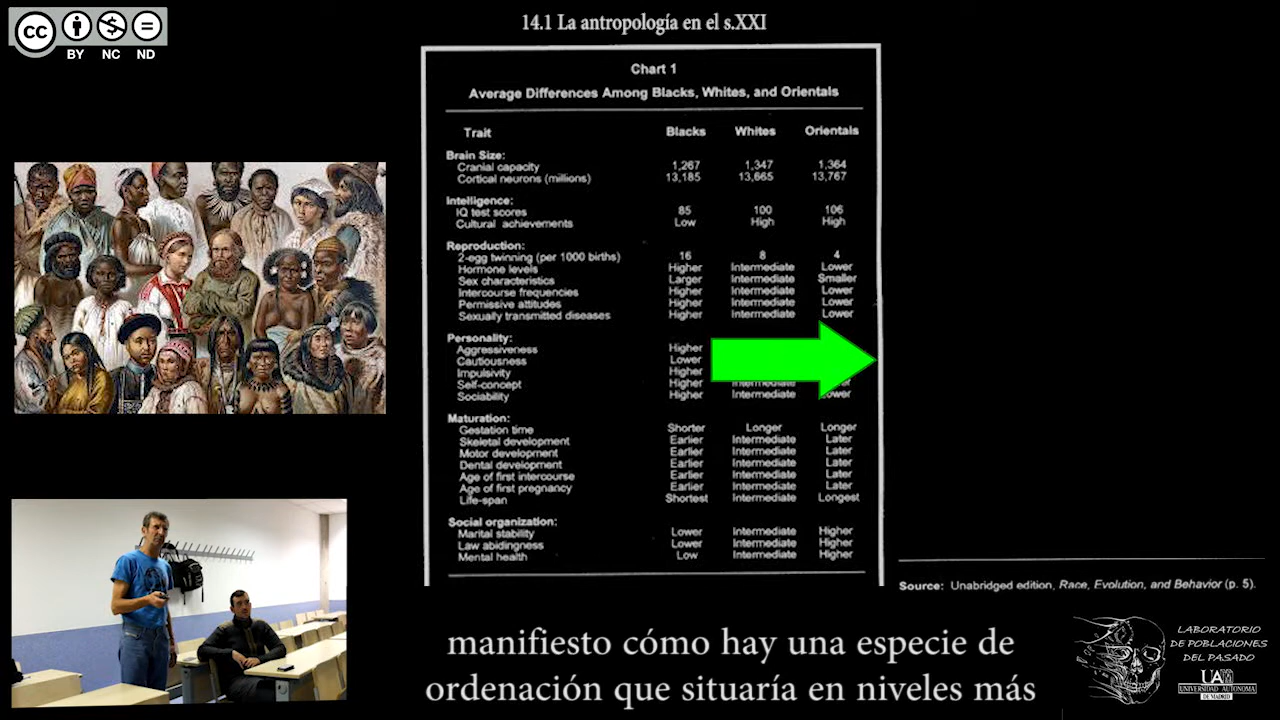 CC BY NC ND
14.1 La antropología en el s.XXI
Chart 1
Average Differences Among Blacks, Whites, and Orientals
Trait Blacks Whites Orientals
Brain Size:
Cranial capacity 1,267 1,347 1,364
Cortical neurons (millions) 13,185 13,665 13,767
Intelligence:
IQ test scores 85 100 106
Cultural achievements Low High High
Reproduction:
2-egg twinning (per 1000 births) 16 8 4
Hormone levels Higher Intermediate Lower
Sex characteristics Larger Intermediate Smaller
Intercourse frequencies Higher Intermediate Lower
Permissive attitudes Higher Intermediate Lower
Sexually transmitted diseases Higher Intermediate Lower
Personality:
Aggressiveness Higher
Cautiousness Lower
Impulsivity Higher
Self-concept Higher Intermediate
Sociability Higher Intermediate Lower
Maturation:
Gestation time Shorter Longer Longer
Skeletal development Earlier Intermediate Later
Motor development Earlier Intermediate Later
Dental development Earlier Intermediate Later
Age of first intercourse Earlier Intermediate Later
Age of first pregnancy Earlier Intermediate Later
Life-span Shortest Intermediate Longest
Social organization:
Marital stability Lower Intermediate Higher
Law abidingness Lower Intermediate Higher
Mental health Low Intermediate Higher
Source: Unabridged edition, Race, Evolution, and Behavior (p. 5).
manifiesto cómo hay una especie de
ordenación que situaría en niveles más
LABORATORIO
DE POBLACIONES
DEL PASADO
UAM
UNIVERSIDAD AUTONOMA
DE MADRID